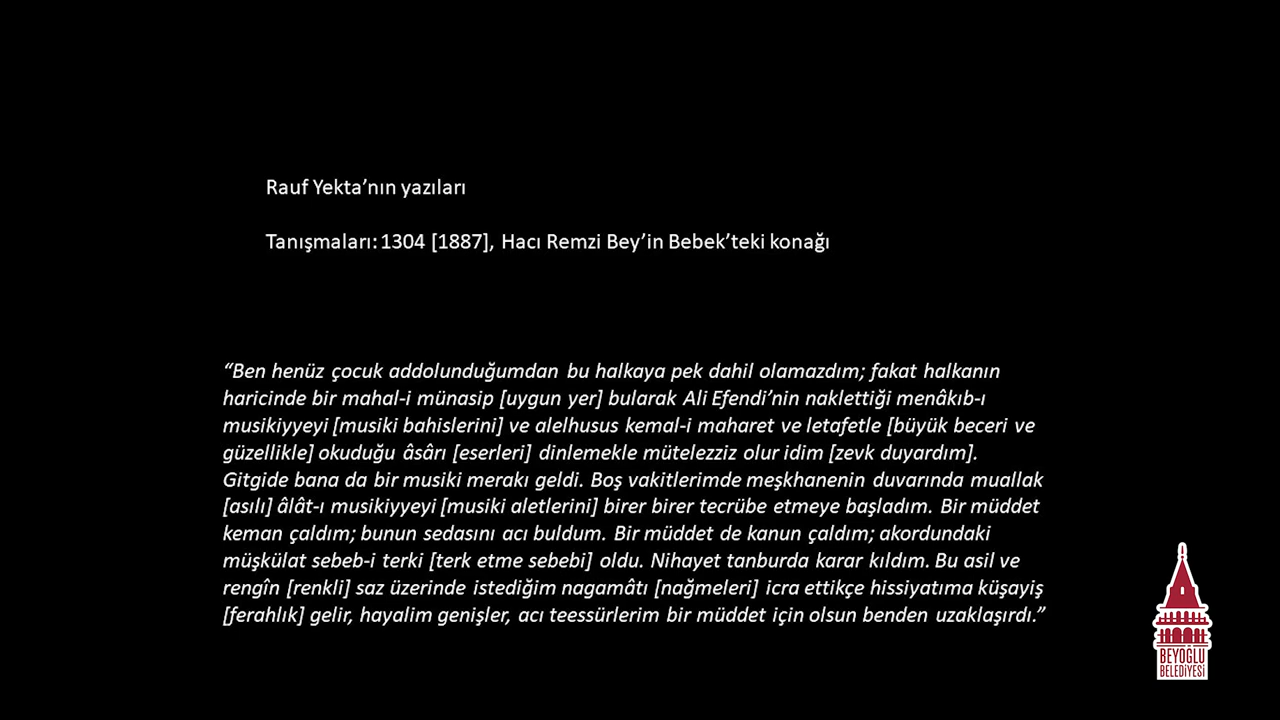 Rauf Yekta’nın yazıları
Tanışmaları: 1304 [1887], Hacı Remzi Bey’in Bebek’teki konağı
“Ben henüz çocuk addolunduğumdan bu halkaya pek dahil olamazdım; fakat halkanın
haricinde bir mahal-i münasip [uygun yer] bularak Ali Efendi’nin naklettiği menâkıb-ı
musikiyyeyi [musiki bahislerini] ve alelhusus kemal-i maharet ve letafetle [büyük beceri ve
güzellikle] okuduğu âsârı [eserleri] dinlemekle mütelezziz olur idim [zevk duyardım].
Gitgide bana da bir musiki merakı geldi. Boş vakitlerimde meşkhanenin duvarında muallak
[asılı] âlât-ı musikiyyeyi [musiki aletlerini] birer birer tecrübe etmeye başladım. Bir müddet
keman çaldım; bunun sedasını acı buldum. Bir müddet de kanun çaldım; akordundaki
müşkülat sebeb-i terki [terk etme sebebi] oldu. Nihayet tanburda karar kıldım. Bu asil ve
rengîn [renkli] saz üzerinde istediğim nagamâtı [nağmeleri] icra ettikçe hissiyatıma küşayiş
[ferahlık] gelir, hayalim genişler, acı teessürlerim bir müddet için olsun benden uzaklaşırdı.”
BEYOĞLU
BELEDİYESİ